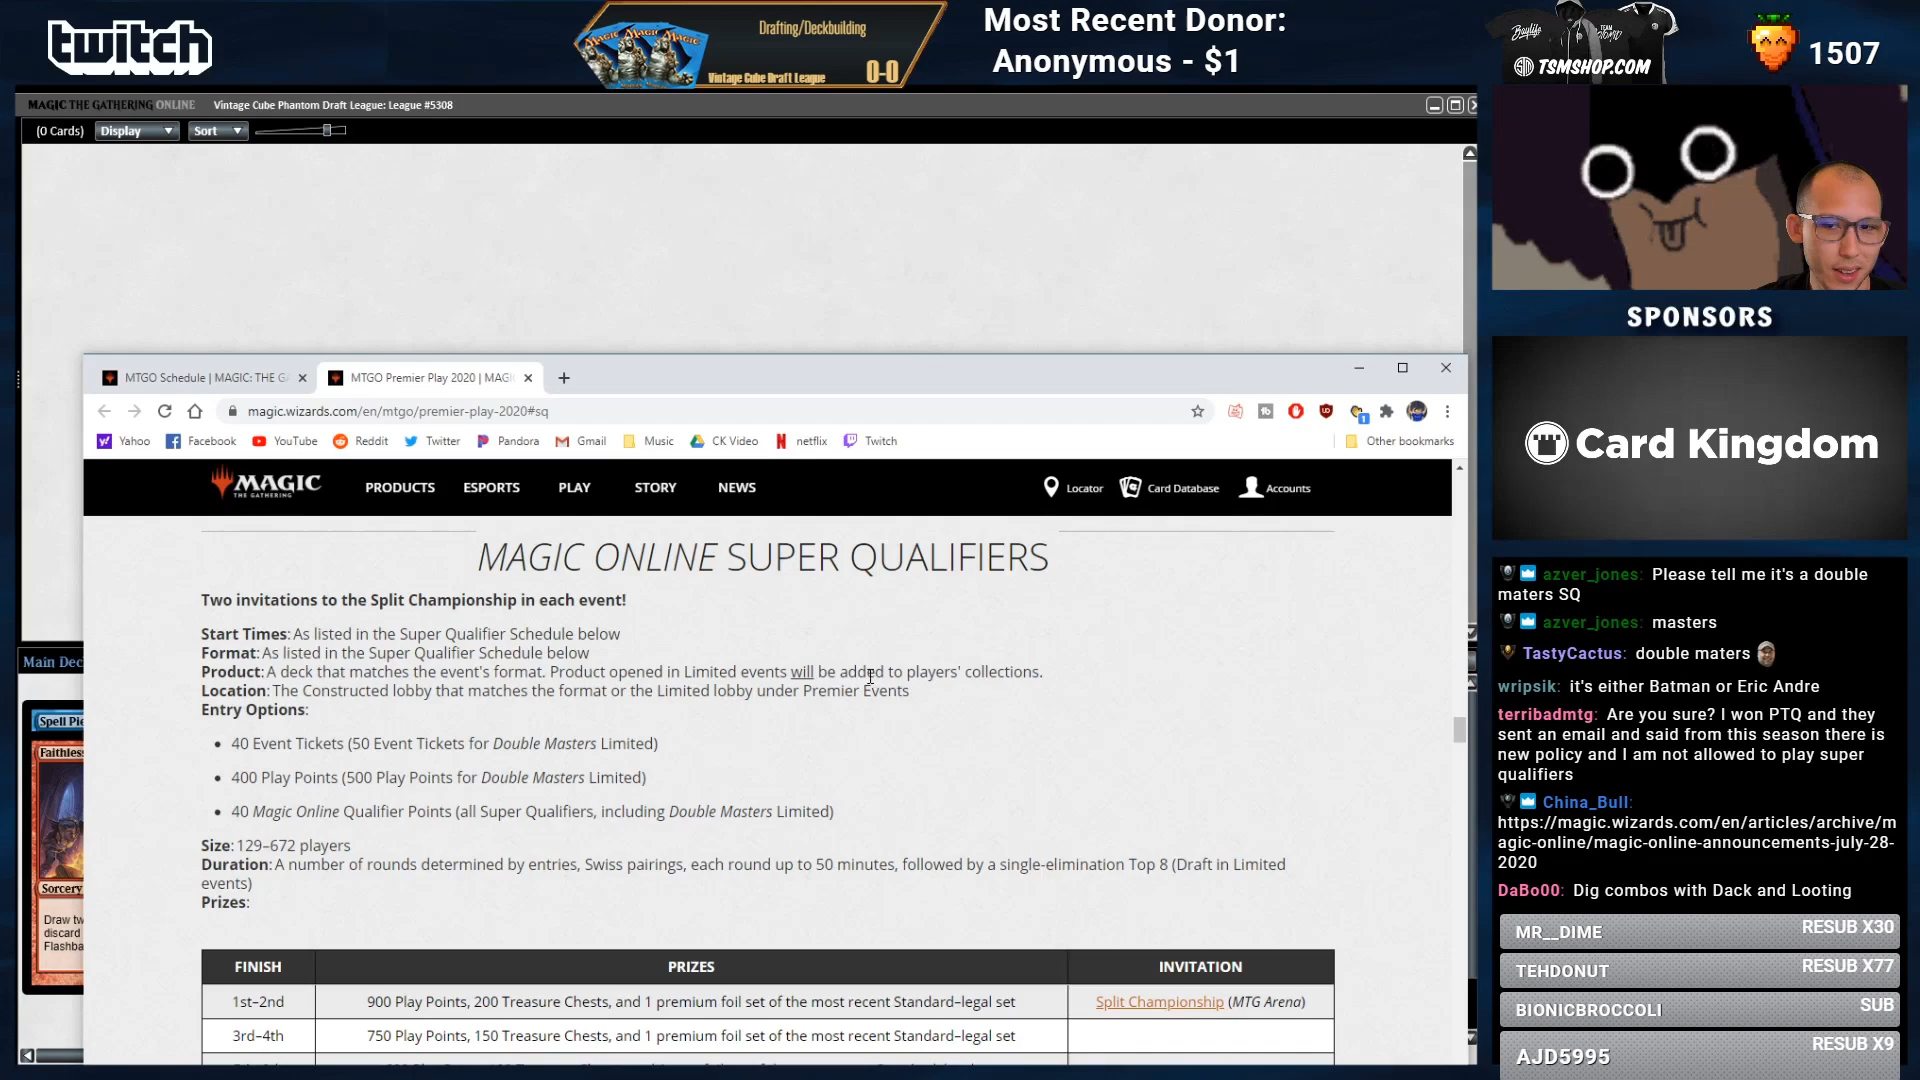 twitch
Drafting/Deckbuilding
Magic Magic Magic
Vintage Cube Draft League 0-0
Most Recent Donor:
Anonymous - $1
TSMSHOP.COM
1507
MAGIC THE GATHERING ONLINE Vintage Cube Phantom Draft League: League #5308
(0 Cards) Display Sort
MTGO Schedule | MAGIC: THE GA
MTGO Premier Play 2020 | MAGI
magic.wizards.com/en/mtgo/premier-play-2020#sq
Yahoo Facebook YouTube Reddit Twitter Pandora Gmail Music CK Video netflix Twitch Other bookmarks
MAGIC THE GATHERING PRODUCTS ESPORTS PLAY STORY NEWS Locator Card Database Accounts
MAGIC ONLINE SUPER QUALIFIERS
Two invitations to the Split Championship in each event!
Start Times: As listed in the Super Qualifier Schedule below
Format: As listed in the Super Qualifier Schedule below
Product: A deck that matches the event's format. Product opened in Limited events will be added to players' collections.
Location: The Constructed lobby that matches the format or the Limited lobby under Premier Events
Entry Options:
• 40 Event Tickets (50 Event Tickets for Double Masters Limited)
• 400 Play Points (500 Play Points for Double Masters Limited)
• 40 Magic Online Qualifier Points (all Super Qualifiers, including Double Masters Limited)
Size: 129–672 players
Duration: A number of rounds determined by entries, Swiss pairings, each round up to 50 minutes, followed by a single-elimination Top 8 (Draft in Limited
events)
Prizes:
FINISH PRIZES INVITATION
1st–2nd 900 Play Points, 200 Treasure Chests, and 1 premium foil set of the most recent Standard–legal set Split Championship (MTG Arena)
3rd–4th 750 Play Points, 150 Treasure Chests, and 1 premium foil set of the most recent Standard–legal set
Main Dec
Spell Pie
Faithless
Sorcery
Draw tw
discard
Flashba
SPONSORS
Card Kingdom
azver_jones: Please tell me it's a double
maters SQ
azver_jones: masters
TastyCactus: double maters
wripsik: it's either Batman or Eric Andre
terribadmtg: Are you sure? I won PTQ and they
sent an email and said from this season there is
new policy and I am not allowed to play super
qualifiers
China_Bull:
https://magic.wizards.com/en/articles/archive/m
agic-online/magic-online-announcements-july-28-
2020
DaBo00: Dig combos with Dack and Looting
MR__DIME RESUB X30
TEHDONUT RESUB X77
BIONICBROCCOLI SUB
AJD5995 RESUB X9